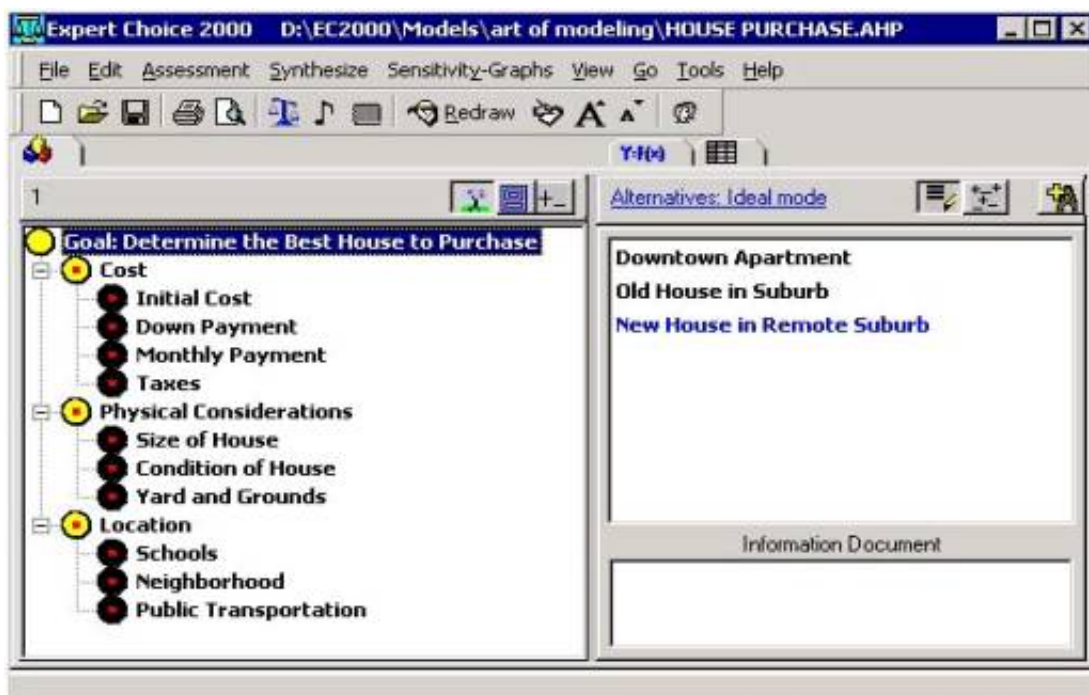 Expert Choice 2000 D:\EC2000\Models\art of modeling\HOUSE PURCHASE.AHP
File Edit Assessment Synthesize Sensitivity-Graphs View Go Tools Help
Redraw A A
Y=F(x)
1
Alternatives: Ideal mode
Goal: Determine the Best House to Purchase
Cost
Initial Cost
Down Payment
Monthly Payment
Taxes
Physical Considerations
Size of House
Condition of House
Yard and Grounds
Location
Schools
Neighborhood
Public Transportation
Downtown Apartment
Old House in Suburb
New House in Remote Suburb
Information Document